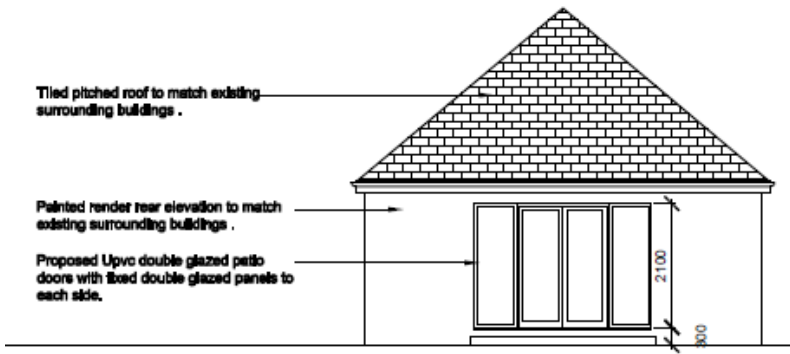 Tiled pitched roof to match existing
surrounding buildings .
Painted render rear elevation to match
existing surrounding buildings .
Proposed Upvc double glazed patio
doors with fixed double glazed panels to
each side.
2100
300